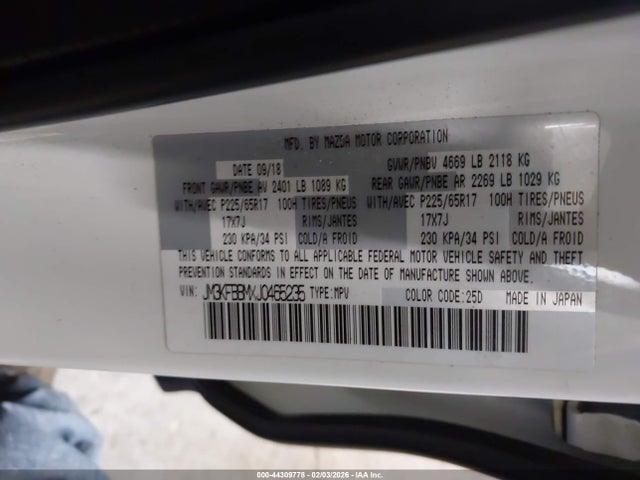 MFD. BY MAZDA MOTOR CORPORATION
DATE 09/18 GVWR/PNBV 4669 LB 2118 KG
FRONT GAWR/PNBE AV 2401 LB 1089 KG REAR GAWR/PNBE AR 2269 LB 1029 KG
WITH/AVEC P225/65R17 100H TIRES/PNEUS WITH/AVEC P225/65R17 100H TIRES/PNEUS
17X7J RIMS/JANTES 17X7J RIMS/JANTES
230 KPA/34 PSI COLD/A FROID 230 KPA/34 PSI COLD/A FROID
THIS VEHICLE CONFORMS TO ALL APPLICABLE FEDERAL MOTOR VEHICLE SAFETY AND THEFT
PREVENTION STANDARDS IN EFFECT ON THE DATE OF MANUFACTURE SHOWN ABOVE.
VIN: JM3KFBBMXJ0465235 TYPE:MPV COLOR CODE:25D MADE IN JAPAN
000-44309778 - 02/03/2026 - IAA Inc.